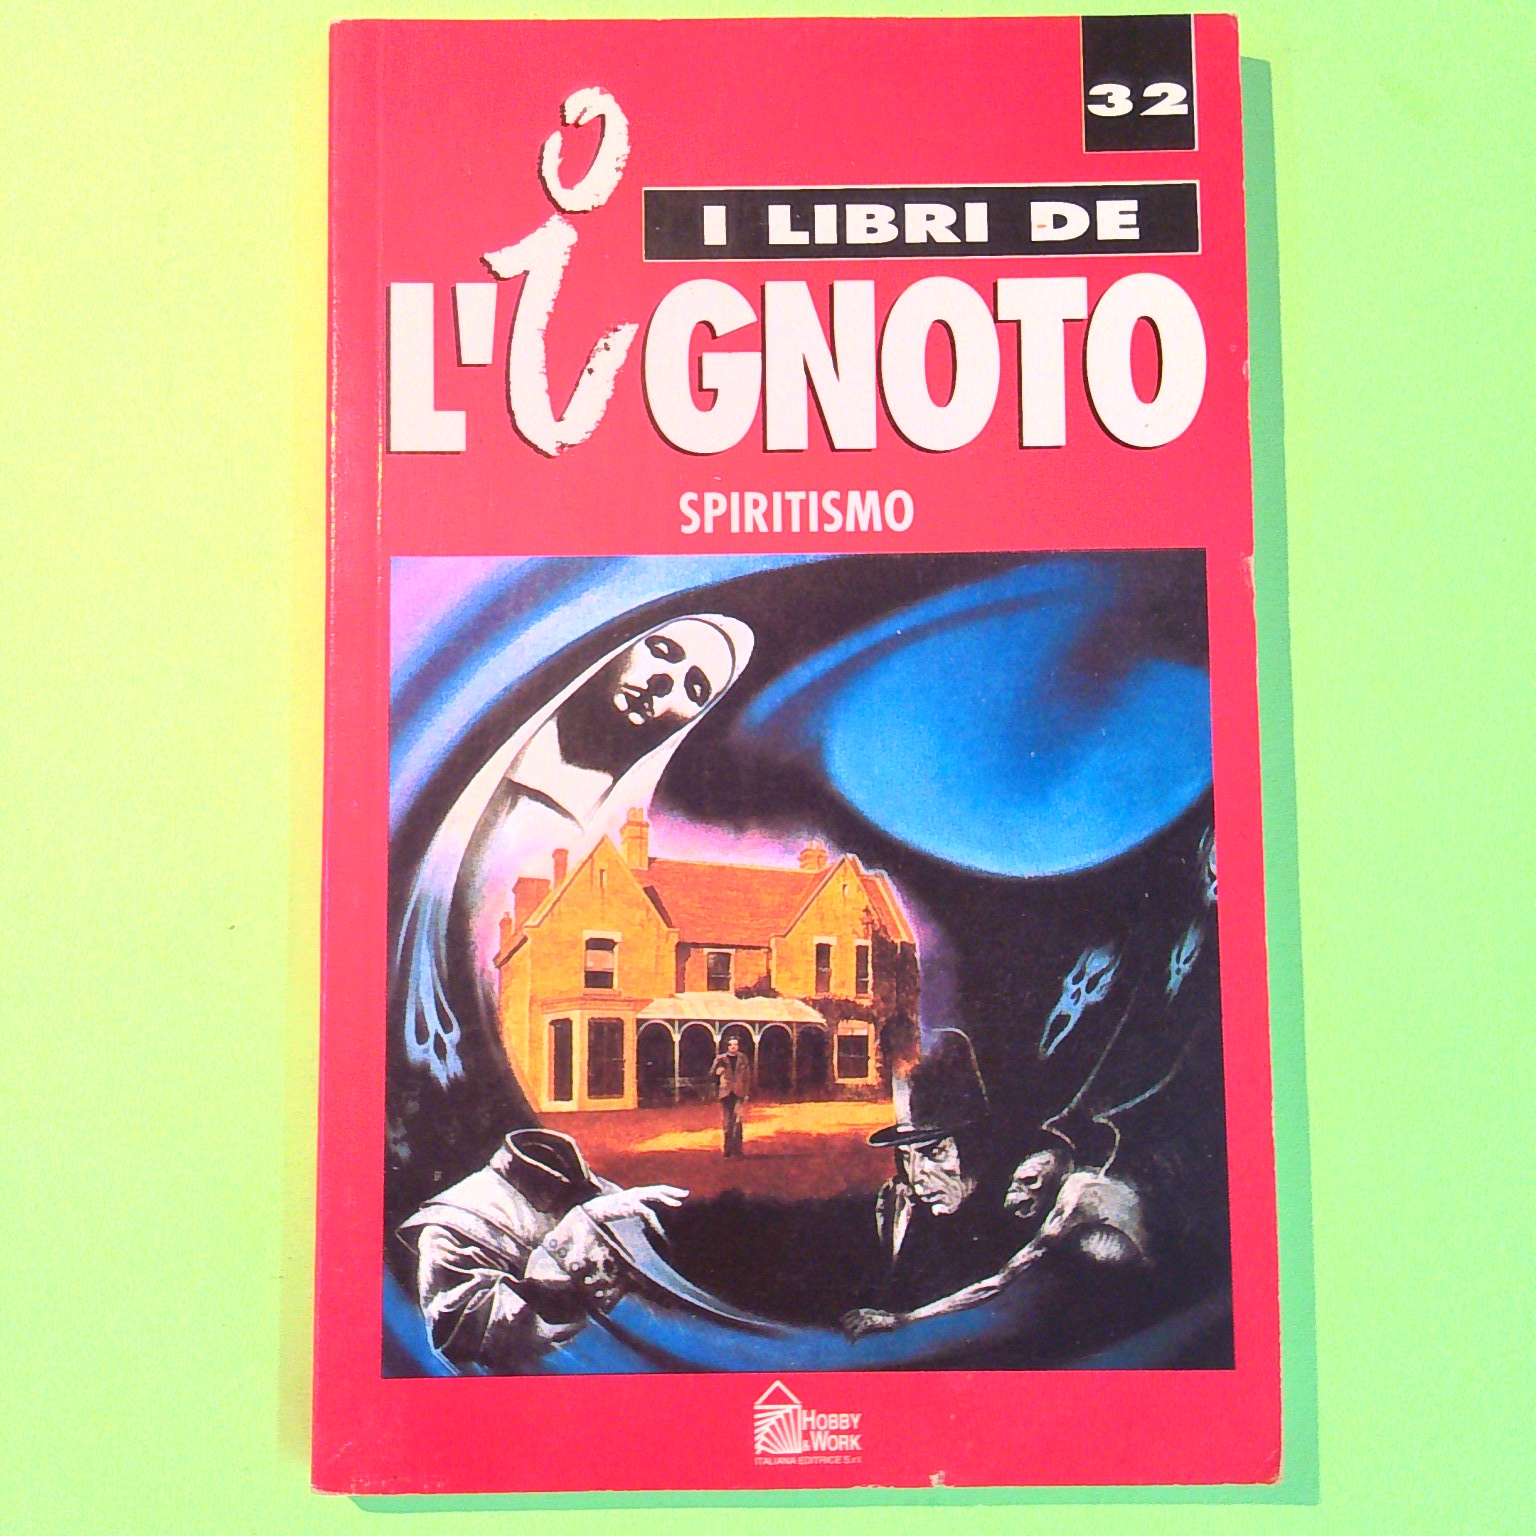 32
I LIBRI DE
L'iGNOTO
SPIRITISMO
HOBBY
&WORK
ITALIANA EDITRICE S.r.l